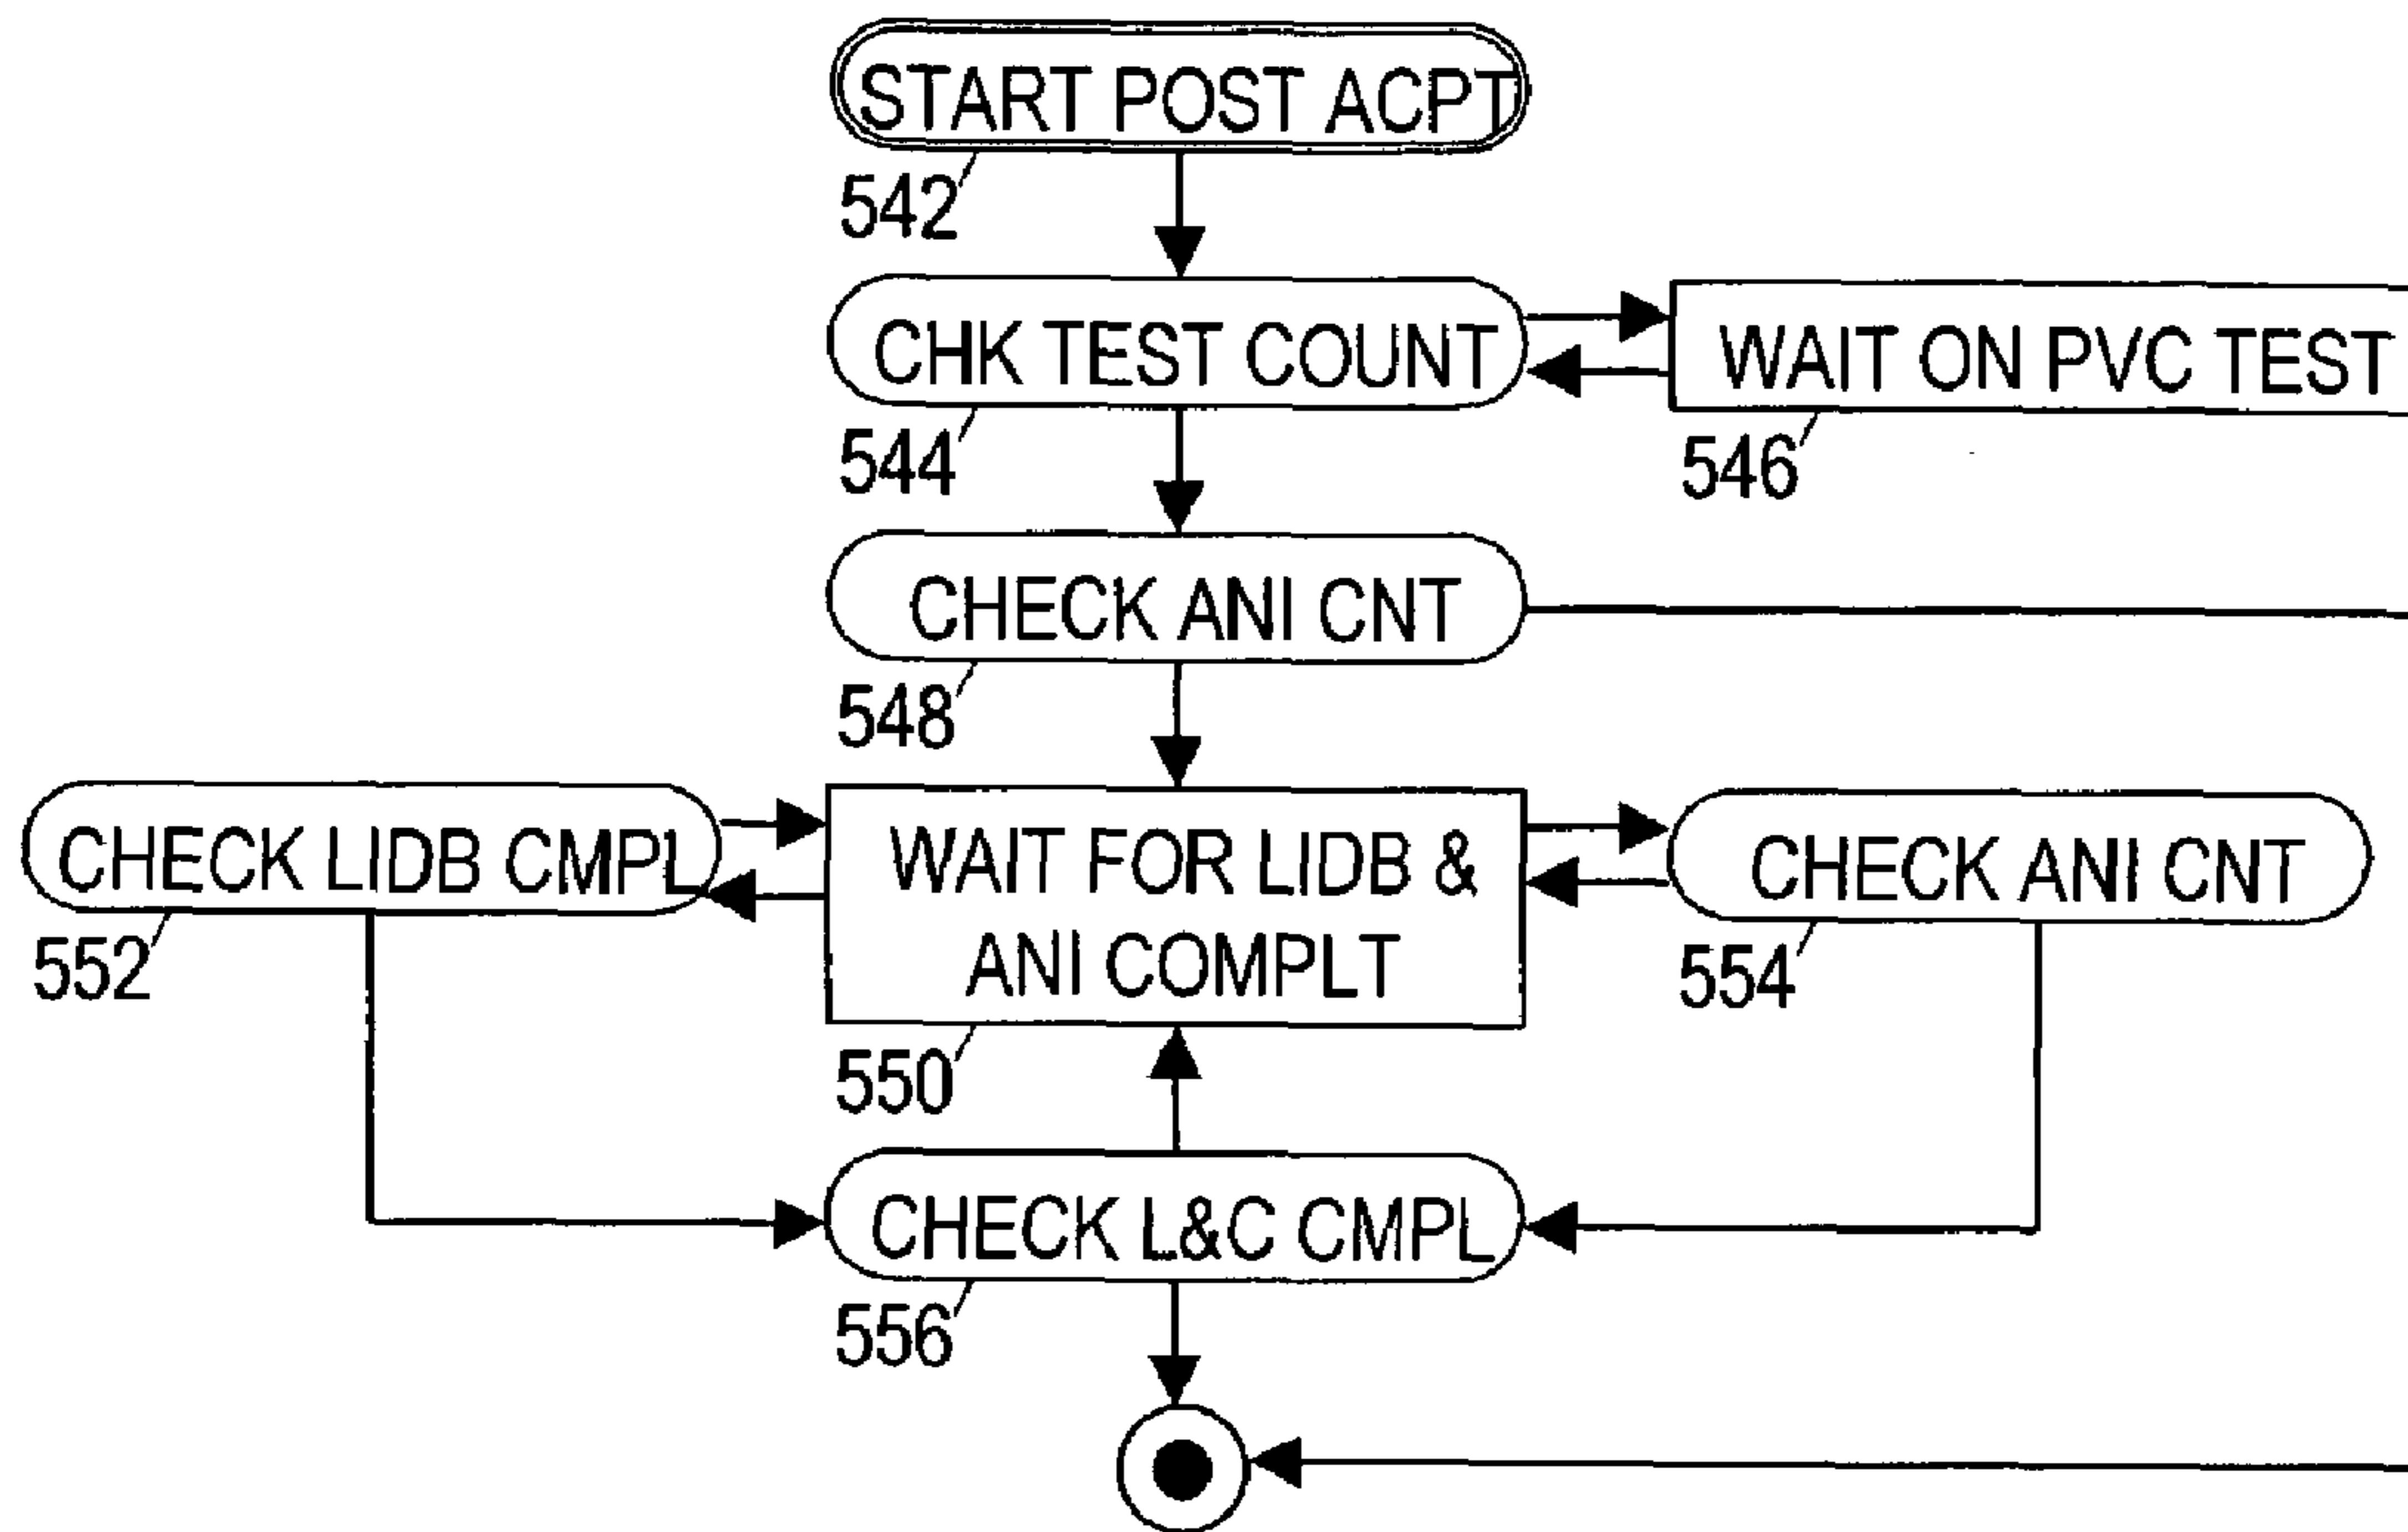 START POST ACPT
542
CHK TEST COUNT
544
WAIT ON PVC TEST
546
CHECK ANI CNT
548
CHECK LIDB CMPL
552
WAIT FOR LIDB &
ANI COMPLT
550
CHECK ANI CNT
554
CHECK L&C CMPL
556